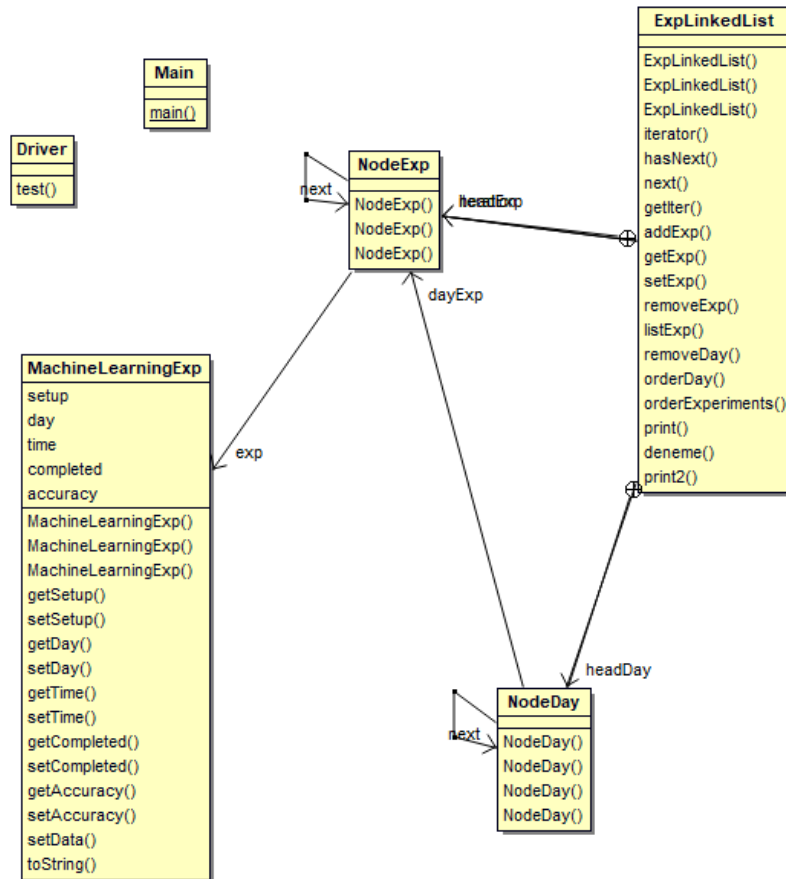 ExpLinkedList
ExpLinkedList()
ExpLinkedList()
ExpLinkedList()
iterator()
hasNext()
next()
getIter()
addExp()
getExp()
setExp()
removeExp()
listExp()
removeDay()
orderDay()
orderExperiments()
print()
deneme()
print2()
Main
main()
Driver
test()
NodeExp
NodeExp()
NodeExp()
NodeExp()
next
dayExp
MachineLearningExp
setup
day
time
completed
accuracy
MachineLearningExp()
MachineLearningExp()
MachineLearningExp()
getSetup()
setSetup()
getDay()
setDay()
getTime()
setTime()
getCompleted()
setCompleted()
getAccuracy()
setAccuracy()
setData()
toString()
exp
headDay
NodeDay
NodeDay()
NodeDay()
NodeDay()
NodeDay()
next